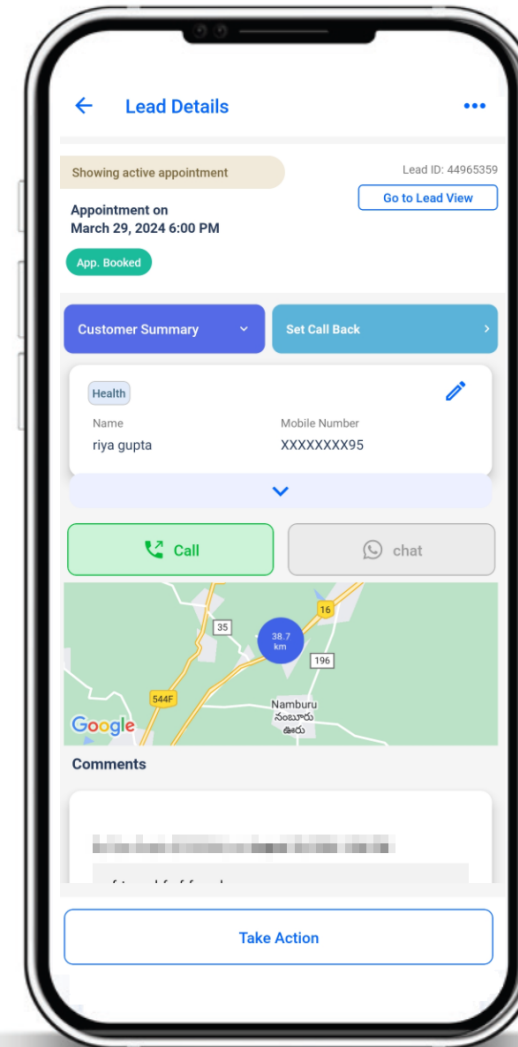 Lead Details
Showing active appointment
Lead ID: 44965359
Go to Lead View
Appointment on
March 29, 2024 6:00 PM
App. Booked
Customer Summary
Set Call Back
Health
Name
Mobile Number
riya gupta
XXXXXXXX95
Call
chat
16
35
38.7
km
196
544F
Namburu
నంబూరు
ఊరు
Google
Comments
Take Action